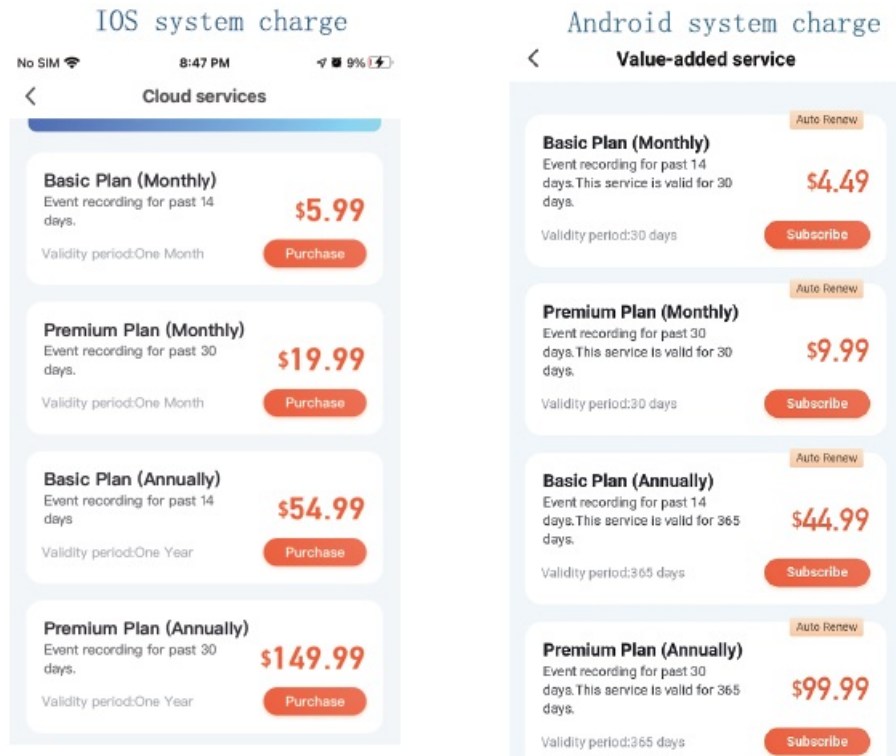 IOS system charge
No SIM 8:47 PM 9%
Cloud services
Basic Plan (Monthly)
Event recording for past 14
days.
$5.99
Validity period:One Month
Purchase
Premium Plan (Monthly)
Event recording for past 30
days.
$19.99
Validity period:One Month
Purchase
Basic Plan (Annually)
Event recording for past 14
days
$54.99
Validity period:One Year
Purchase
Premium Plan (Annually)
Event recording for past 30
days.
$149.99
Validity period:One Year
Purchase
Android system charge
Value-added service
Auto Renew
Basic Plan (Monthly)
Event recording for past 14
days.This service is valid for 30
days.
$4.49
Validity period:30 days
Subscribe
Auto Renew
Premium Plan (Monthly)
Event recording for past 30
days.This service is valid for 30
days.
$9.99
Validity period:30 days
Subscribe
Auto Renew
Basic Plan (Annually)
Event recording for past 14
days.This service is valid for 365
days.
$44.99
Validity period:365 days
Subscribe
Auto Renew
Premium Plan (Annually)
Event recording for past 30
days.This service is valid for 365
days.
$99.99
Validity period:365 days
Subscribe